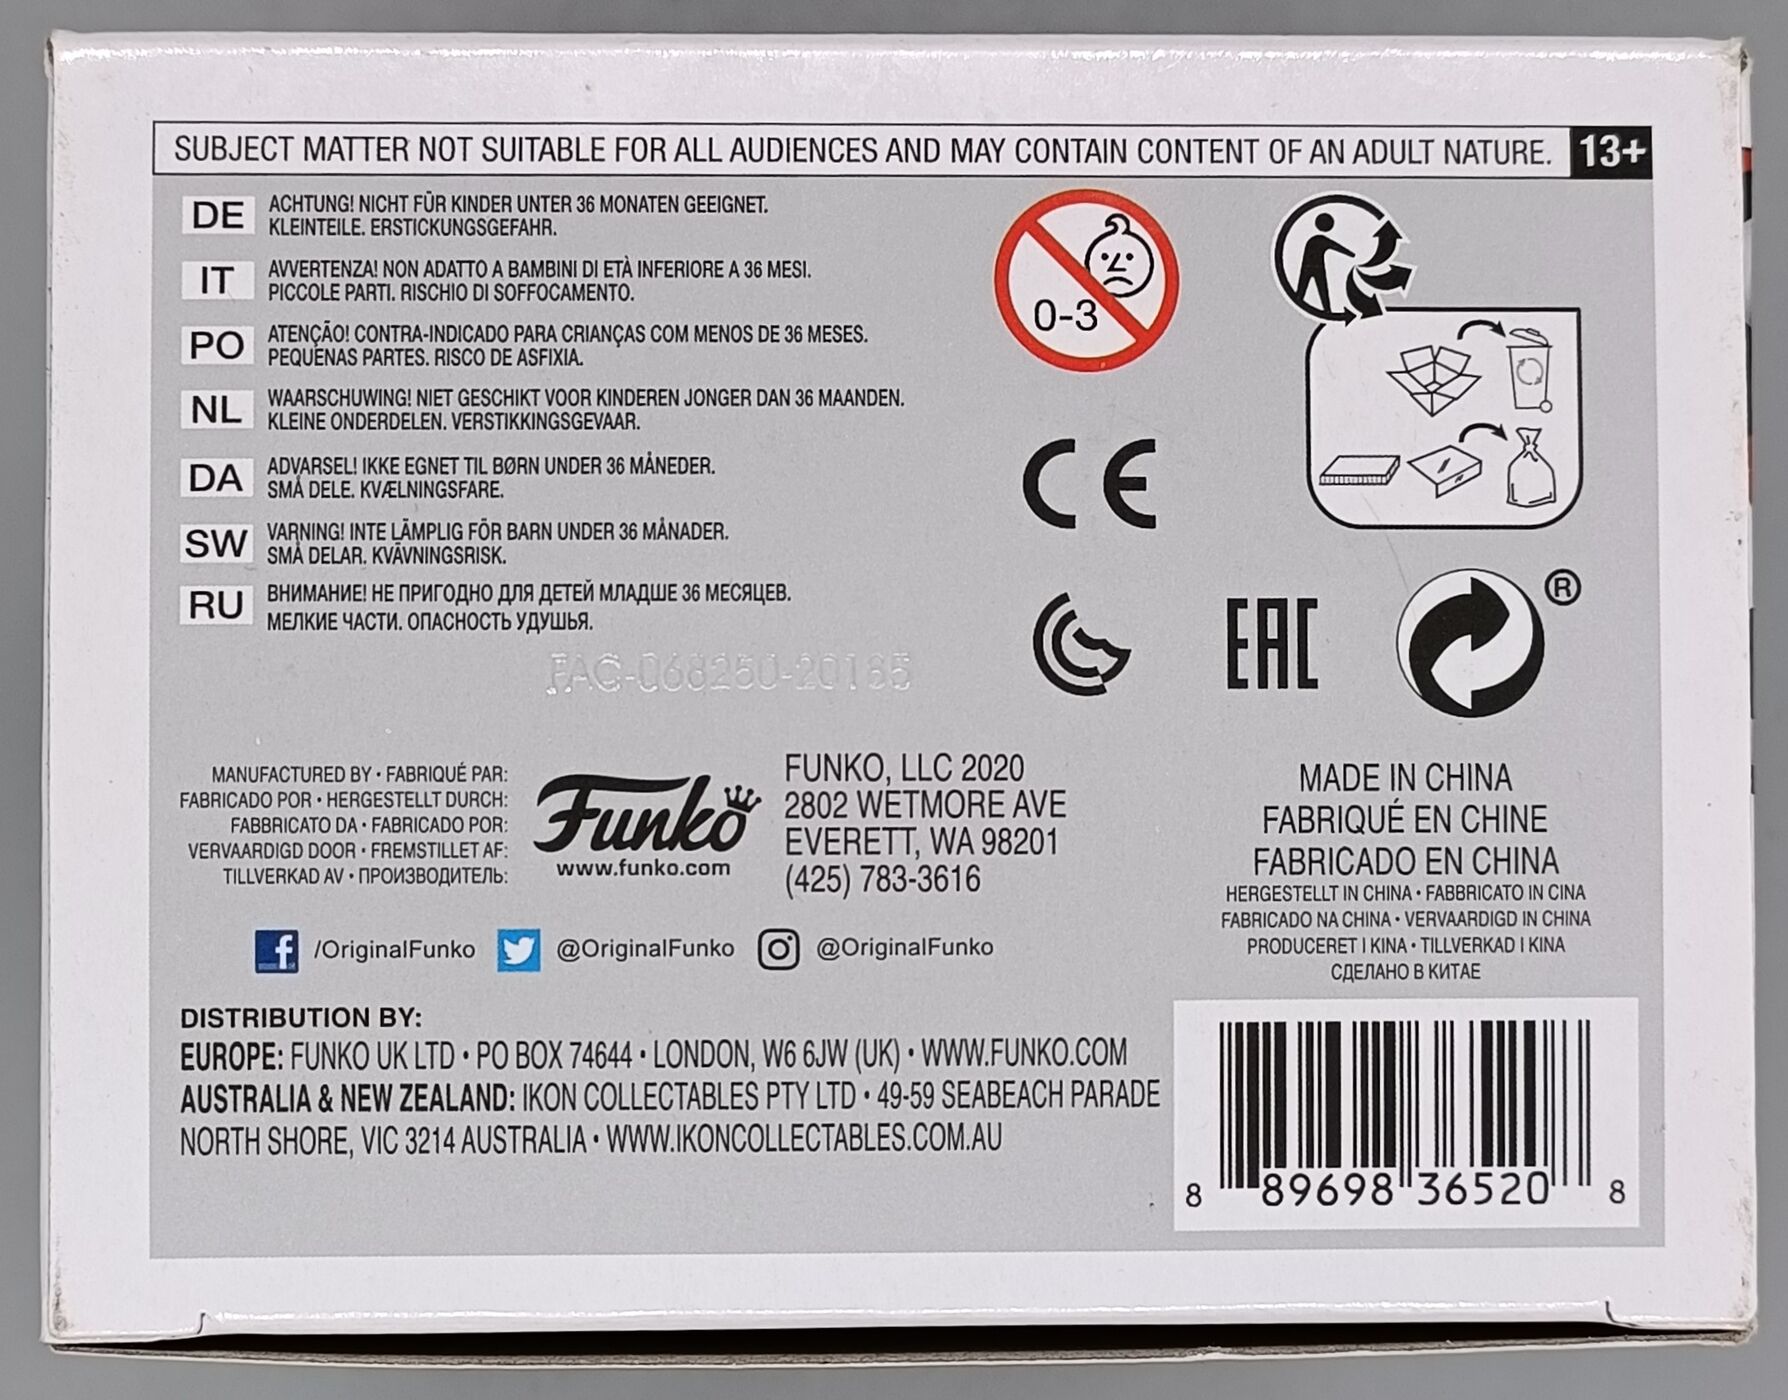 SUBJECT MATTER NOT SUITABLE FOR ALL AUDIENCES AND MAY CONTAIN CONTENT OF AN ADULT NATURE. 13+
DE ACHTUNG! NICHT FÜR KINDER UNTER 36 MONATEN GEEIGNET.
KLEINTEILE. ERSTICKUNGSGEFAHR.
IT AVVERTENZA! NON ADATTO A BAMBINI DI ETÀ INFERIORE A 36 MESI.
PICCOLE PARTI. RISCHIO DI SOFFOCAMENTO.
PO ATENÇÃO! CONTRA-INDICADO PARA CRIANÇAS COM MENOS DE 36 MESES.
PEQUENAS PARTES. RISCO DE ASFIXIA.
NL WAARSCHUWING! NIET GESCHIKT VOOR KINDEREN JONGER DAN 36 MAANDEN.
KLEINE ONDERDELEN. VERSTIKKINGSGEVAAR.
DA ADVARSEL! IKKE EGNET TIL BØRN UNDER 36 MÅNEDER.
SMÅ DELE. KVÆLNINGSFARE.
SW VARNING! INTE LÄMPLIG FÖR BARN UNDER 36 MÅNADER.
SMÅ DELAR. KVÄVNINGSRISK.
RU ВНИМАНИЕ! НЕ ПРИГОДНО ДЛЯ ДЕТЕЙ МЛАДШЕ 36 МЕСЯЦЕВ.
МЕЛКИЕ ЧАСТИ. ОПАСНОСТЬ УДУШЬЯ.
0-3
CE
EAC
®
MANUFACTURED BY • FABRIQUÉ PAR:
FABRICADO POR • HERGESTELLT DURCH:
FABBRICATO DA • FABRICADO POR:
VERVAARDIGD DOOR • FREMSTILLET AF:
TILLVERKAD AV • ПРОИЗВОДИТЕЛЬ:
Funko
www.funko.com
FUNKO, LLC 2020
2802 WETMORE AVE
EVERETT, WA 98201
(425) 783-3616
MADE IN CHINA
FABRIQUÉ EN CHINE
FABRICADO EN CHINA
HERGESTELLT IN CHINA • FABBRICATO IN CINA
FABRICADO NA CHINA • VERVAARDIGD IN CHINA
PRODUCERET I KINA • TILLVERKAD I KINA
СДЕЛАНО В КИТАЕ
f /OriginalFunko @OriginalFunko @OriginalFunko
DISTRIBUTION BY:
EUROPE: FUNKO UK LTD • PO BOX 74644 • LONDON, W6 6JW (UK) • WWW.FUNKO.COM
AUSTRALIA & NEW ZEALAND: IKON COLLECTABLES PTY LTD • 49-59 SEABEACH PARADE
NORTH SHORE, VIC 3214 AUSTRALIA • WWW.IKONCOLLECTABLES.COM.AU
8 89698 36520 8